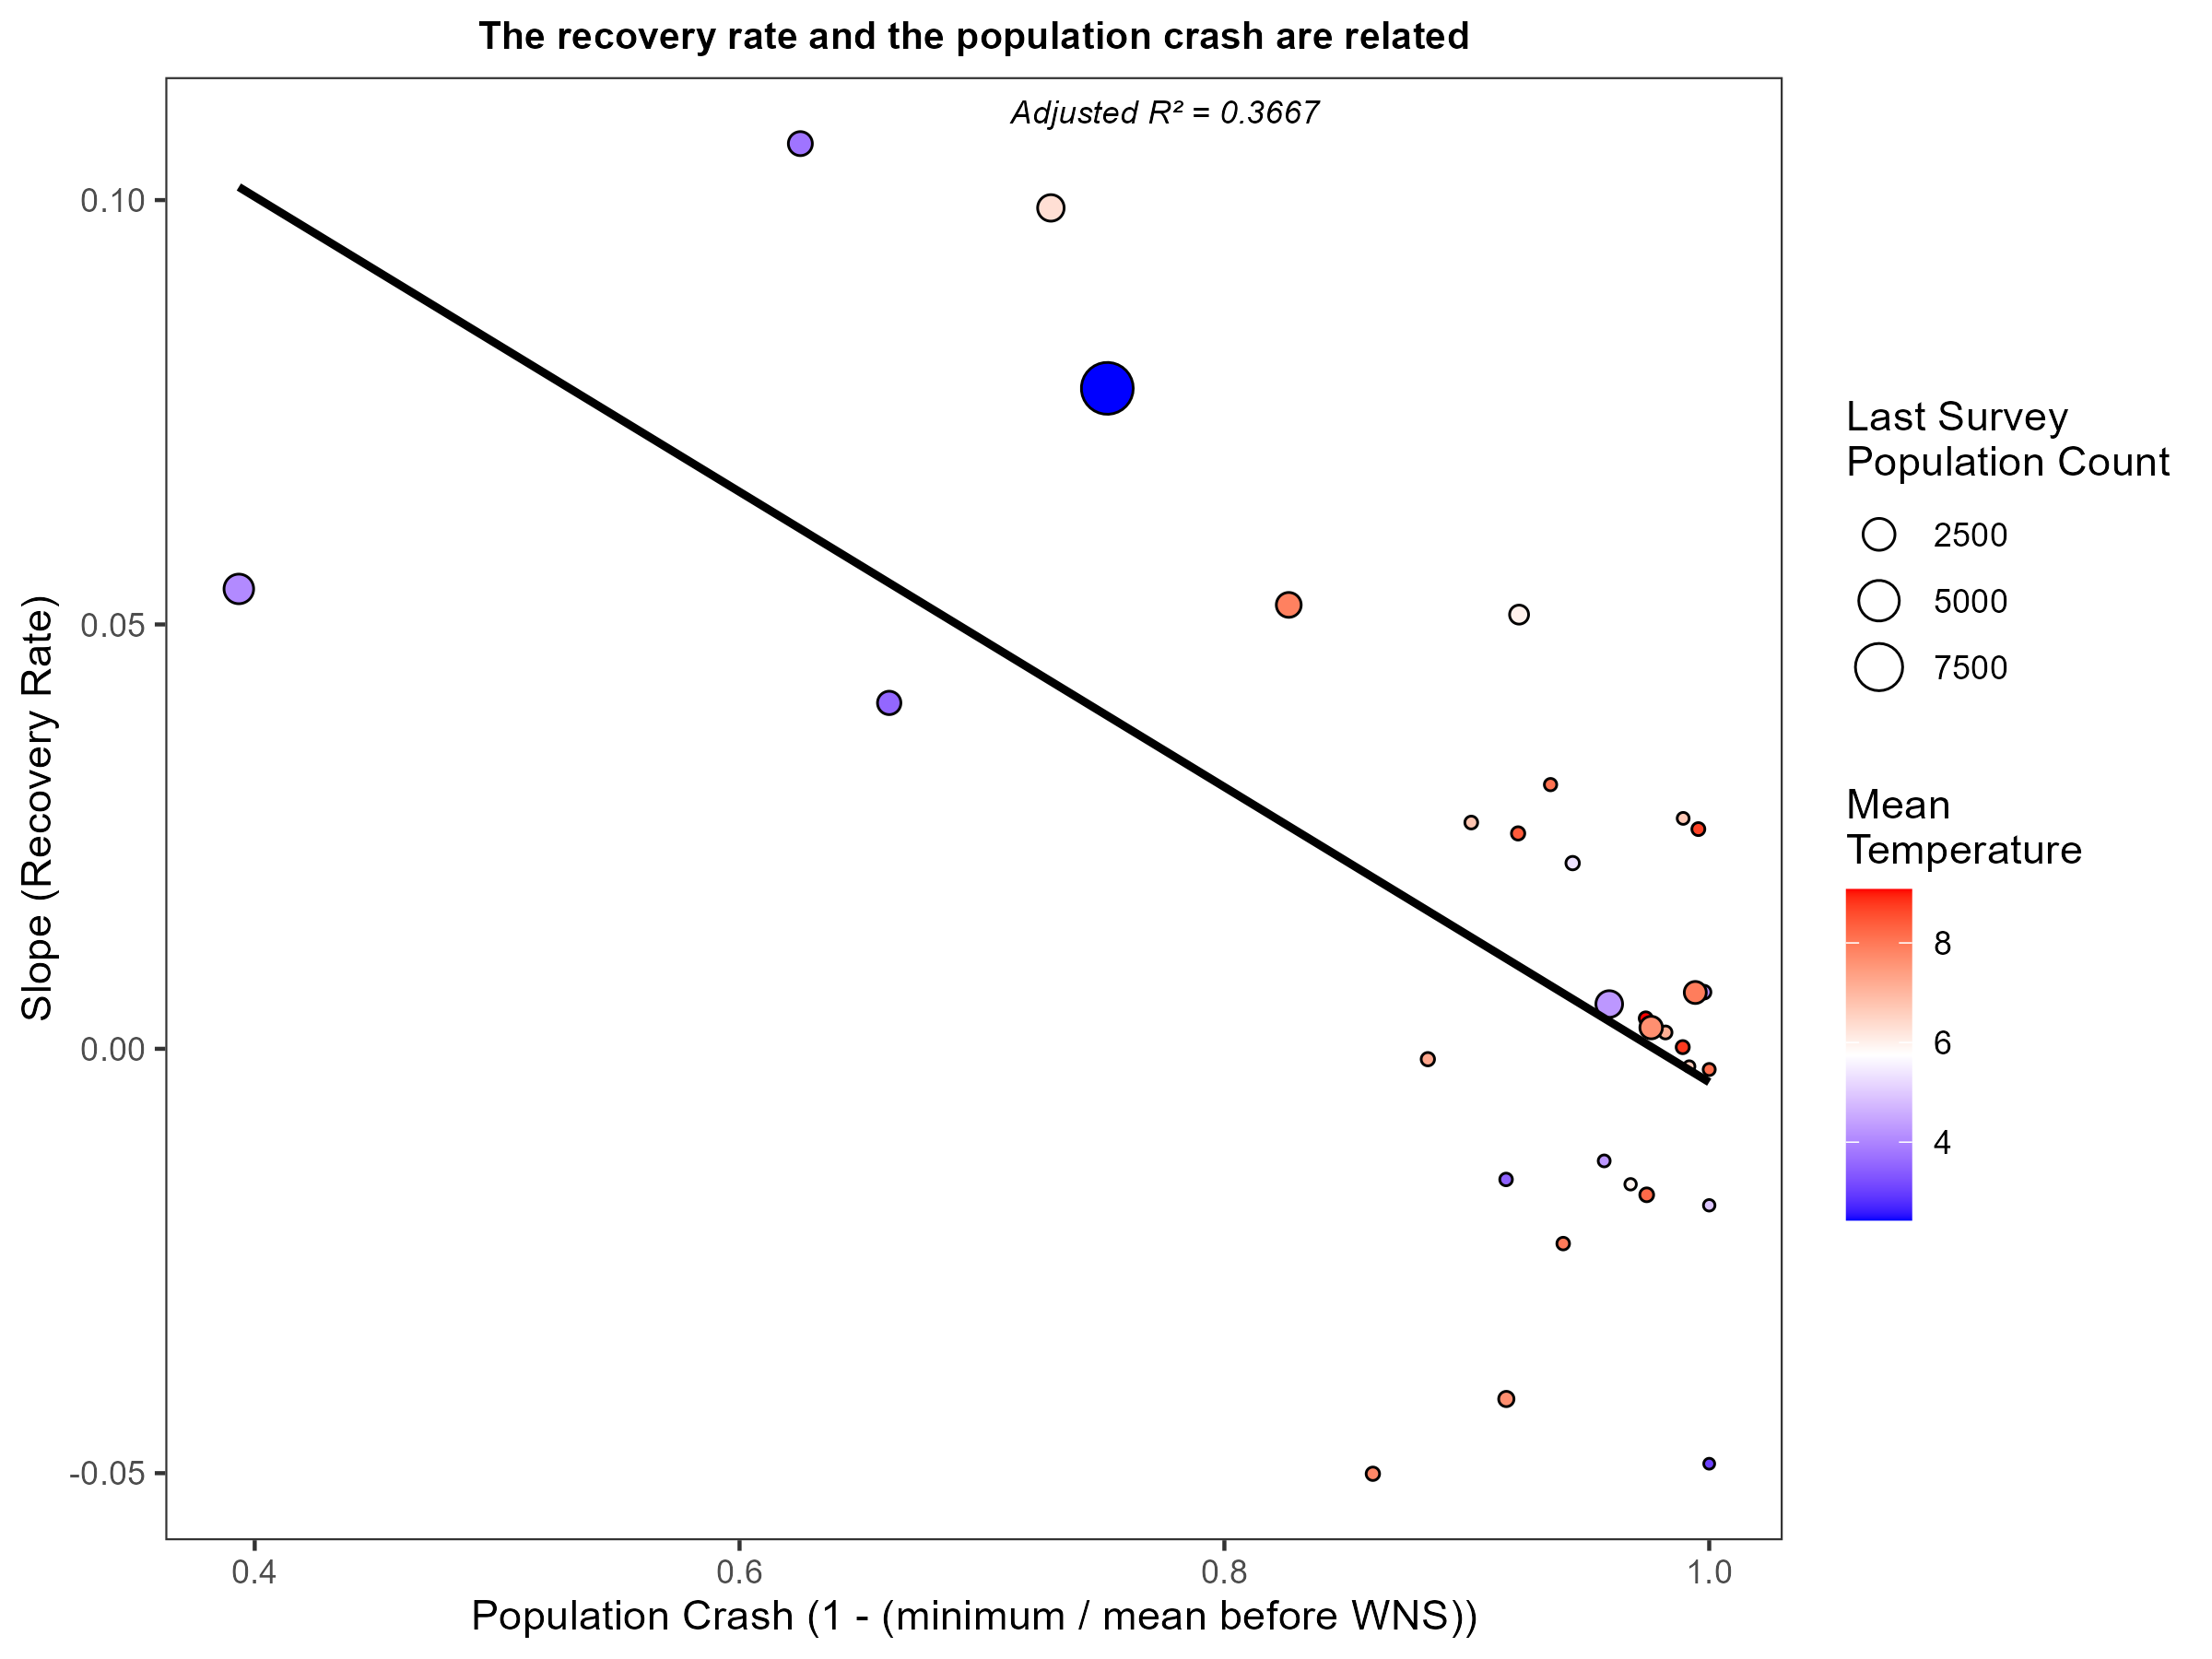 The recovery rate and the population crash are related
Adjusted R² = 0.3667
Slope (Recovery Rate)
0.10
0.05
0.00
-0.05
0.4
0.6
0.8
1.0
Population Crash (1 - (minimum / mean before WNS))
Last Survey
Population Count
2500
5000
7500
Mean
Temperature
8
6
4